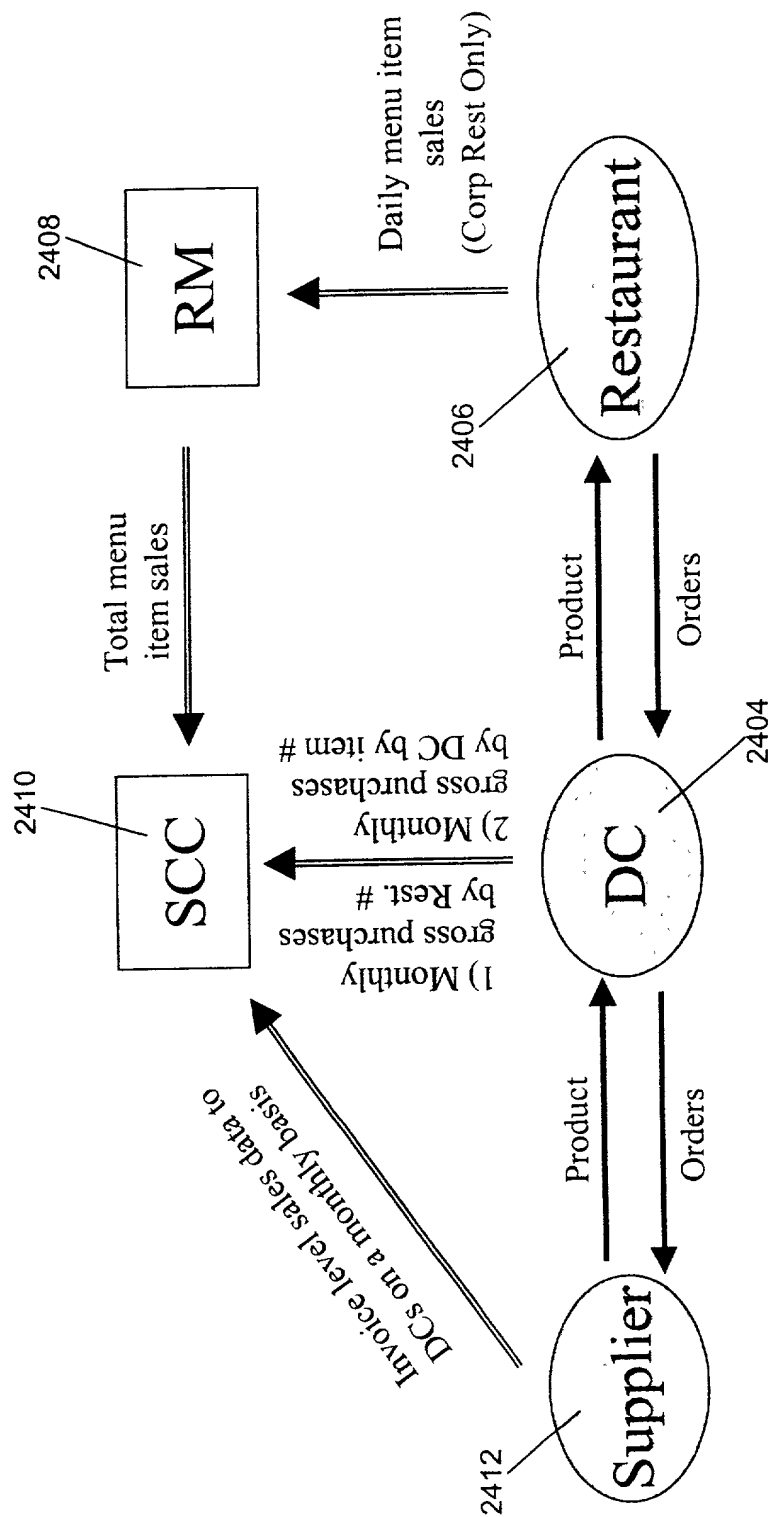 2410
SCC
Total menu
item sales
2408
RM
Invoice level sales data to
DCs on a monthly basis
1) Monthly
gross purchases
by Rest. #
2) Monthly
gross purchases
by DC by item #
Daily menu item
sales
(Corp Rest Only)
2412
Supplier
Product
Orders
DC
2404
Product
Orders
2406
Restaurant